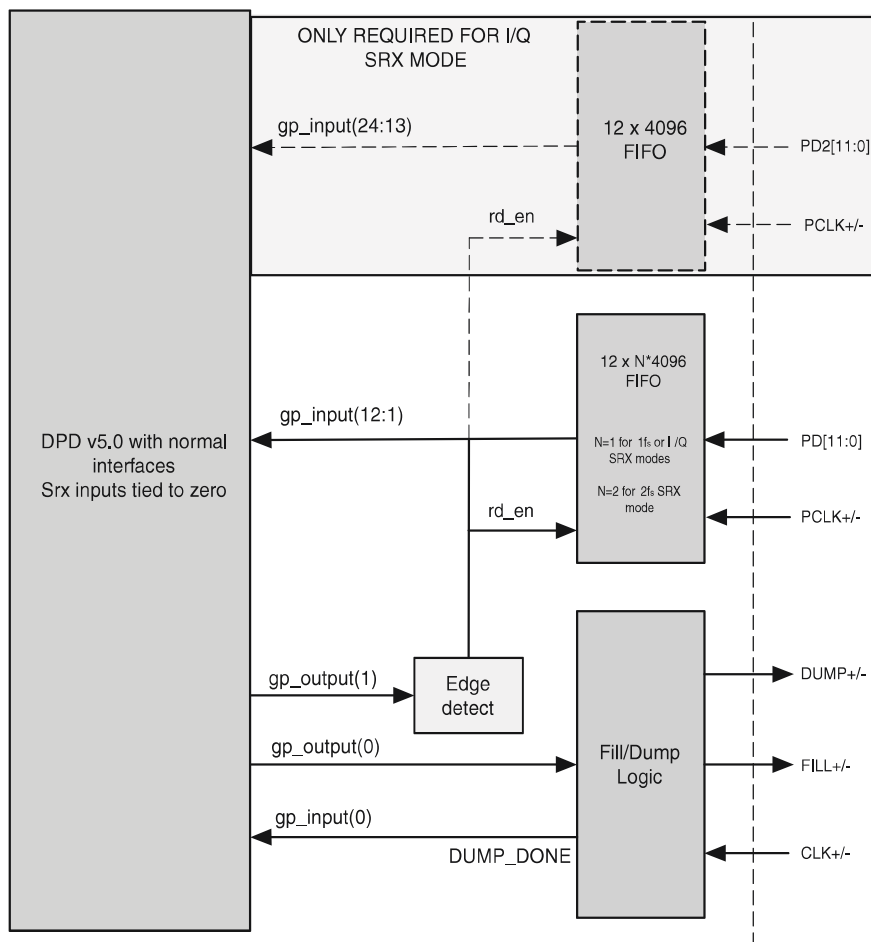 ONLY REQUIRED FOR I/Q
SRX MODE
gp_input(24:13)
12 x 4096
FIFO
PD2[11:0]
rd_en
PCLK+/-
12 x N*4096
FIFO
gp_input(12:1)
N=1 for 1fs or I /Q
SRX modes
PD[11:0]
DPD v5.0 with normal
interfaces
Srx inputs tied to zero
N=2 for 2fs SRX
mode
rd_en
PCLK+/-
gp_output(1)
Edge
detect
DUMP+/-
gp_output(0)
Fill/Dump
Logic
FILL+/-
gp_input(0)
DUMP_DONE
CLK+/-